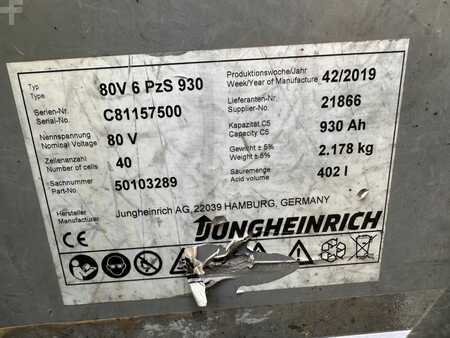 Typ
Type
80V 6 PzS 930
Produktionswoche/Jahr
Week/Year of Manufacture
42/2019
Serien-Nr.
Serial-No.
C81157500
Lieferanten-Nr.
Supplier-No.
21866
Nennspannung
Nominal Voltage
80 V
Kapazität C5
Capacity C5
930 Ah
Zellenanzahl
Number of cells
40
Gewicht ± 5%
Weight ± 5%
2.178 kg
Sachnummer
Part-No
50103289
Säuremenge
Acid volume
402 l
Hersteller
Manufacturer
Jungheinrich AG, 22039 HAMBURG, GERMANY
CE
JUNGHEINRICH